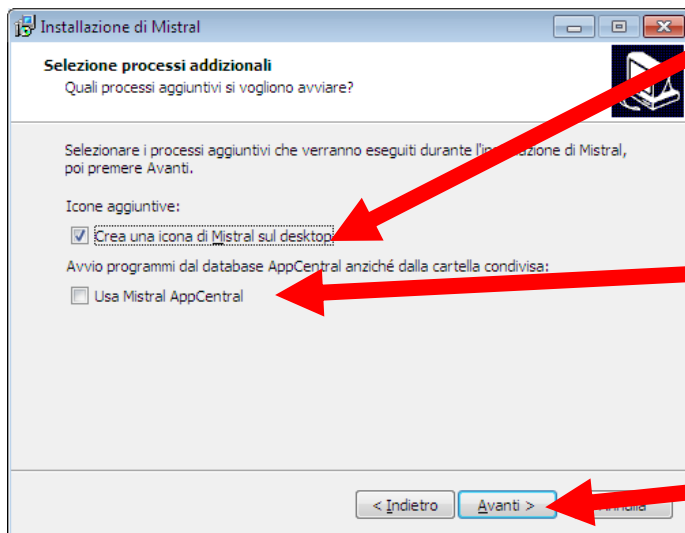 Installazione di Mistral
Selezione processi addizionali
Quali processi aggiuntivi si vogliono avviare?
Selezionare i processi aggiuntivi che verranno eseguiti durante l'installazione di Mistral,
poi premere Avanti.
Icone aggiuntive:
Crea una icona di Mistral sul desktop
Avvio programmi dal database AppCentral anziché dalla cartella condivisa:
Usa Mistral AppCentral
< Indietro
Avanti >
Annulla